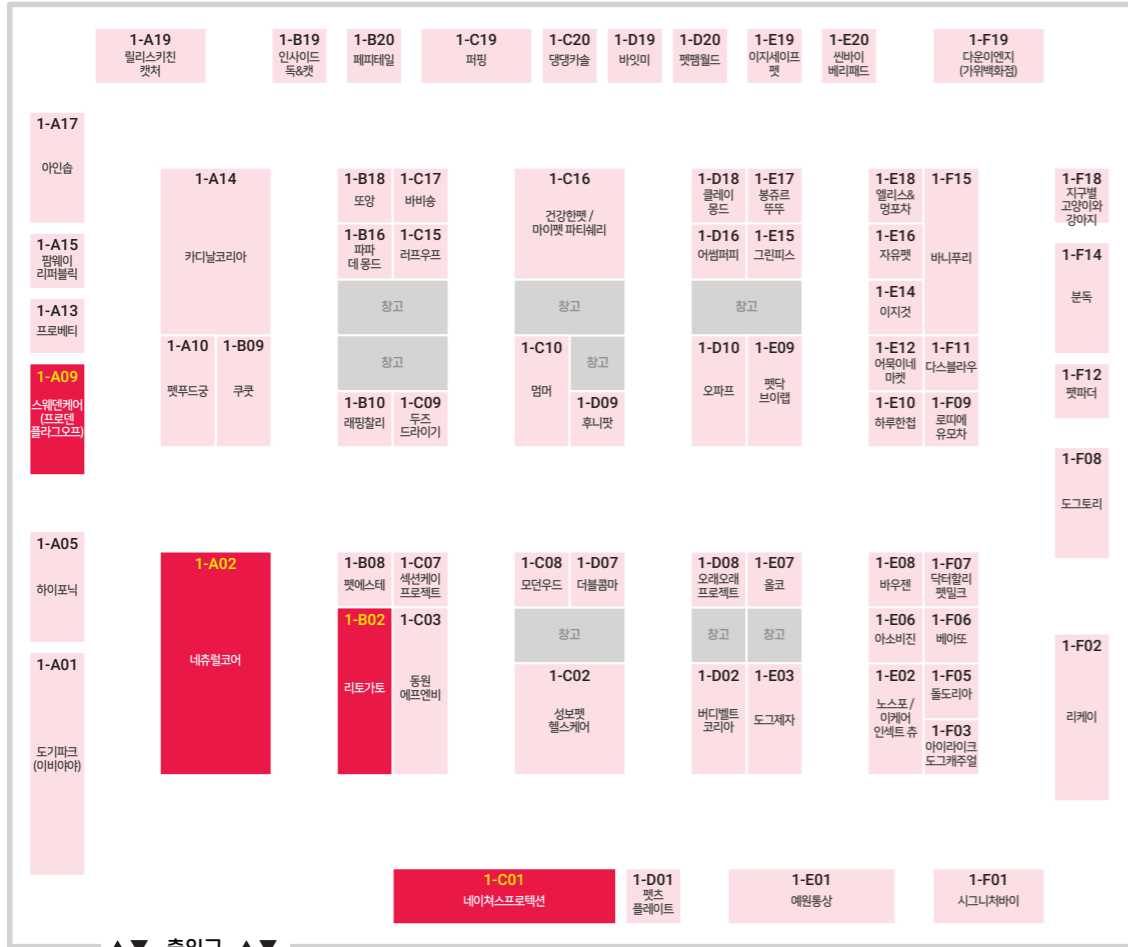 1-A19
릴리스키친
캣처
1-B19
인사이드
독&캣
1-B20
페피테일
1-C19
퍼핑
1-C20
댕댕카솔
1-D19
바잇미
1-D20
펫팸월드
1-E19
이지세이프
펫
1-E20
씬바이
베리패드
1-F19
다운이엔지
(가위백화점)
1-A17
아인솝
1-A15
팜웨이
리퍼블릭
1-A13
프로베티
1-A09
스웨덴케어
(프로덴
플라그오프)
1-A05
하이포닉
1-A01
도기파크
(이비야야)
1-A14
카디날코리아
1-A10
펫푸드궁
1-B09
쿠쿳
1-B18
또앙
1-C17
바비숑
1-B16
파파
데 몽드
1-C15
러프우프
창고
창고
1-B10
래핑찰리
1-C09
두즈
드라이기
1-C16
건강한펫 /
마이펫 파티쉐리
창고
1-C10
멈머
창고
1-D09
후니팟
1-D18
클레이
몽드
1-E17
봉쥬르
뚜뚜
1-D16
어썸퍼피
1-E15
그린피스
창고
1-D10
오파프
1-E09
펫닥
브이랩
1-E18
엘리스&
멍포차
1-F15
바니푸리
1-E16
자유펫
1-E14
이지것
1-E12
어묵이네
마켓
1-F11
다스블라우
1-E10
하루한첩
1-F09
로띠에
유모차
1-F18
지구별
고양이와
강아지
1-F14
분독
1-F12
펫파더
1-F08
도그토리
1-A02
네츄럴코어
1-B08
펫에스테
1-C07
섹션케이
프로젝트
1-B02
리토가토
1-C03
동원
에프엔비
1-C08
모던우드
1-D07
더블콤마
창고
1-C02
성보펫
헬스케어
1-D08
오래오래
프로젝트
1-E07
올코
창고
창고
1-D02
버디벨트
코리아
1-E03
도그제자
1-E08
바우젠
1-F07
닥터할리
펫밀크
1-E06
아소비진
1-F06
베아또
1-E02
노스포 /
이케어
인섹트 츄
1-F05
돌도리아
1-F03
아이라이크
도그캐주얼
1-F02
리케이
1-C01
네이쳐스프로텍션
1-D01
펫츠
플레이트
1-E01
예원통상
1-F01
시그니처바이
▲▼ 출입구 ▲▼